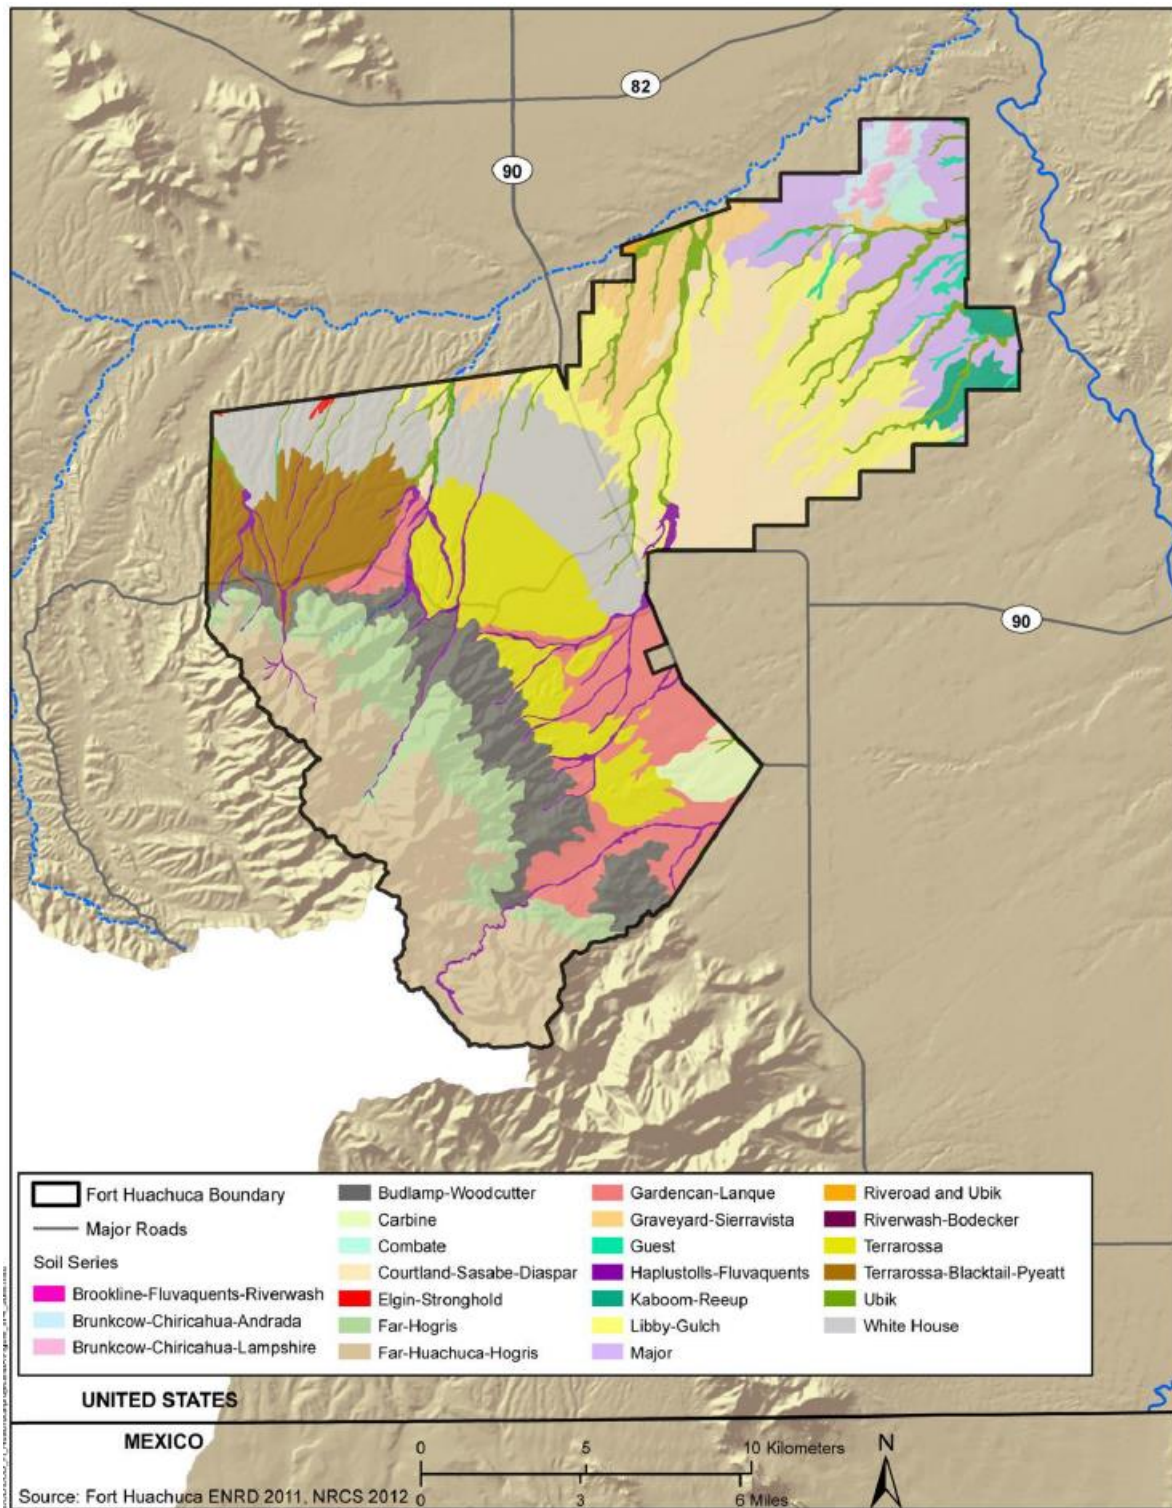 82
90
90
Fort Huachuca Boundary
Major Roads
Soil Series
Brookline-Fluvaquents-Riverwash
Brunkcow-Chiricahua-Andrada
Brunkcow-Chiricahua-Lampshire
Budlamp-Woodcutter
Carbine
Combate
Courtland-Sasabe-Diaspar
Elgin-Stronghold
Far-Hogris
Far-Huachuca-Hogris
Gardencan-Lanque
Graveyard-Sierravista
Guest
Haplustolls-Fluvaquents
Kaboom-Reeup
Libby-Gulch
Major
Riveroad and Ubik
Riverwash-Bodecker
Terrarossa
Terrarossa-Blacktail-Pyeatt
Ubik
White House
UNITED STATES
MEXICO
0 5 10 Kilometers
0 3 6 Miles
N
Source: Fort Huachuca ENRD 2011, NRCS 2012